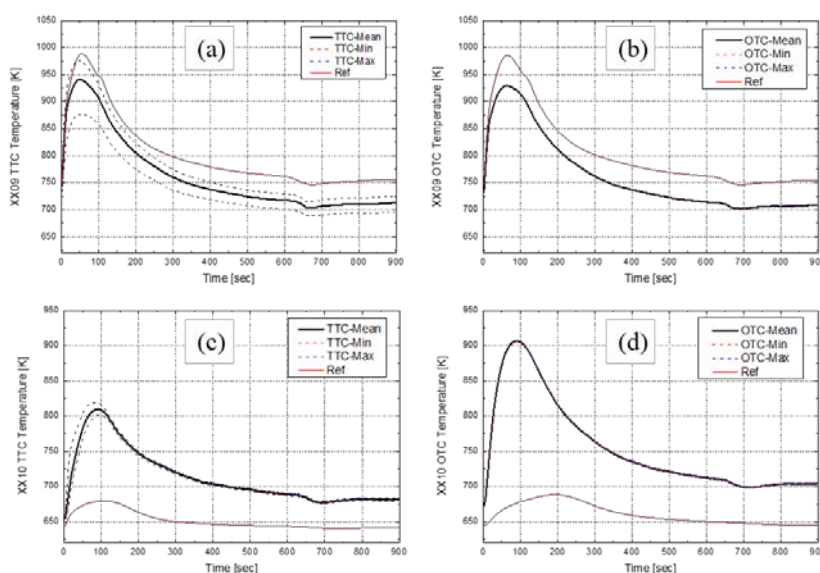 (a)
TTC-Mean
TTC-Min
TTC-Max
Ref
XX09 TTC Temperature [K]
1050
1000
950
900
850
800
750
700
650
0 100 200 300 400 500 600 700 800 900
Time [sec]
(b)
OTC-Mean
OTC-Min
OTC-Max
Ref
XX09 OTC Temperature [K]
1050
1000
950
900
850
800
750
700
650
0 100 200 300 400 500 600 700 800 900
Time [sec]
(c)
TTC-Mean
TTC-Min
TTC-Max
Ref
XX10 TTC Temperature [K]
950
900
850
800
750
700
650
0 100 200 300 400 500 600 700 800 900
Time [sec]
(d)
OTC-Mean
OTC-Min
OTC-Max
Ref
XX10 OTC Temperature [K]
950
900
850
800
750
700
650
0 100 200 300 400 500 600 700 800 900
Time [sec]